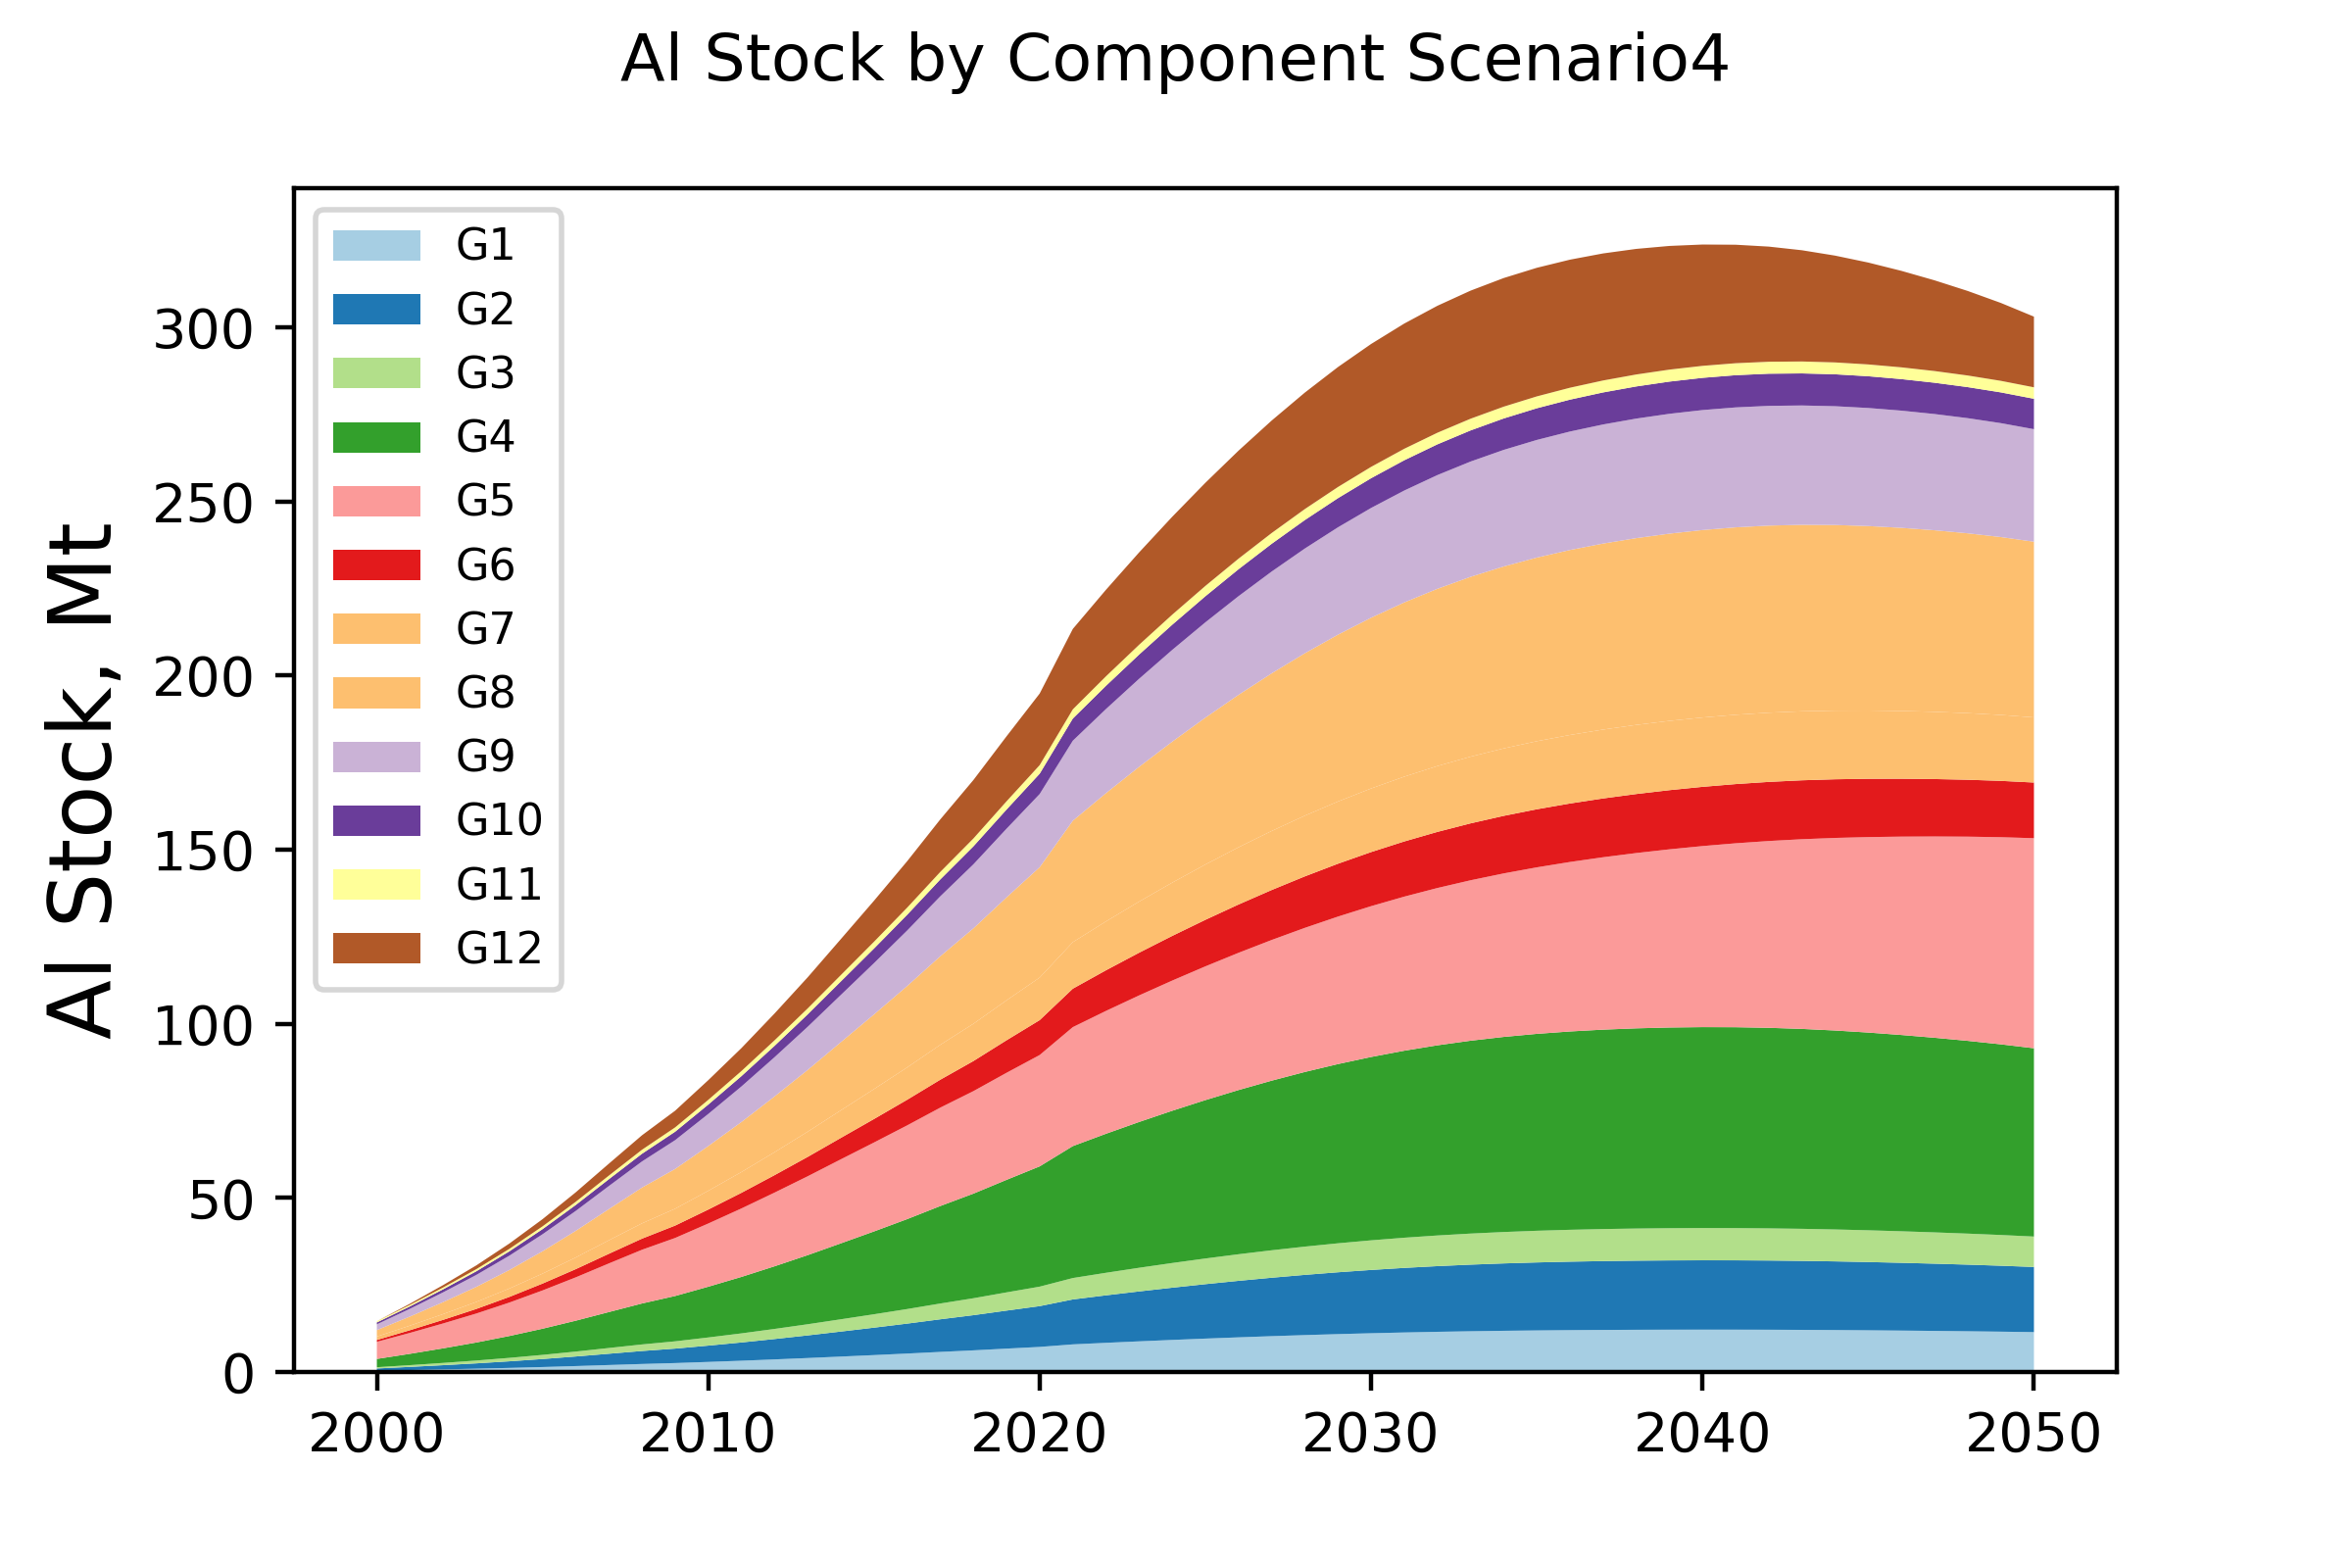 Al Stock by Component Scenario4
Al Stock, Mt
300
250
200
150
100
50
0
G1
G2
G3
G4
G5
G6
G7
G8
G9
G10
G11
G12
2000 2010 2020 2030 2040 2050